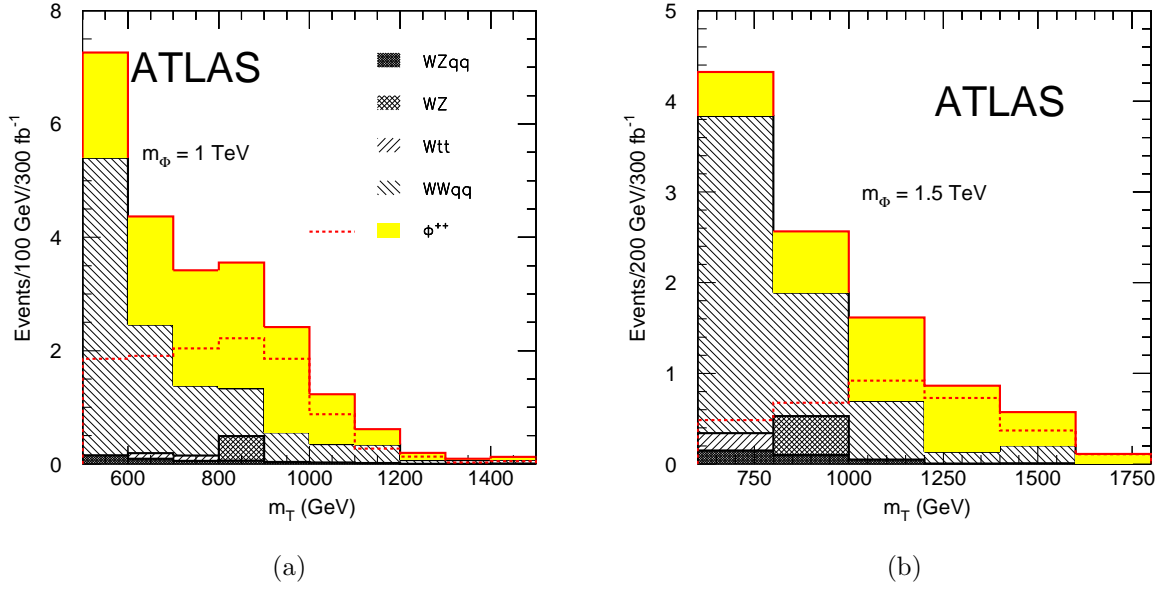 8
6
4
2
0
Events/100 GeV/300 fb⁻¹
ATLAS
m_Φ = 1 TeV
WZqq
WZ
Wtt
WWqq
Φ⁺⁺
600 800 1000 1200 1400
m_T (GeV)
(a)
5
4
3
2
1
0
Events/200 GeV/300 fb⁻¹
ATLAS
m_Φ = 1.5 TeV
750 1000 1250 1500 1750
m_T (GeV)
(b)